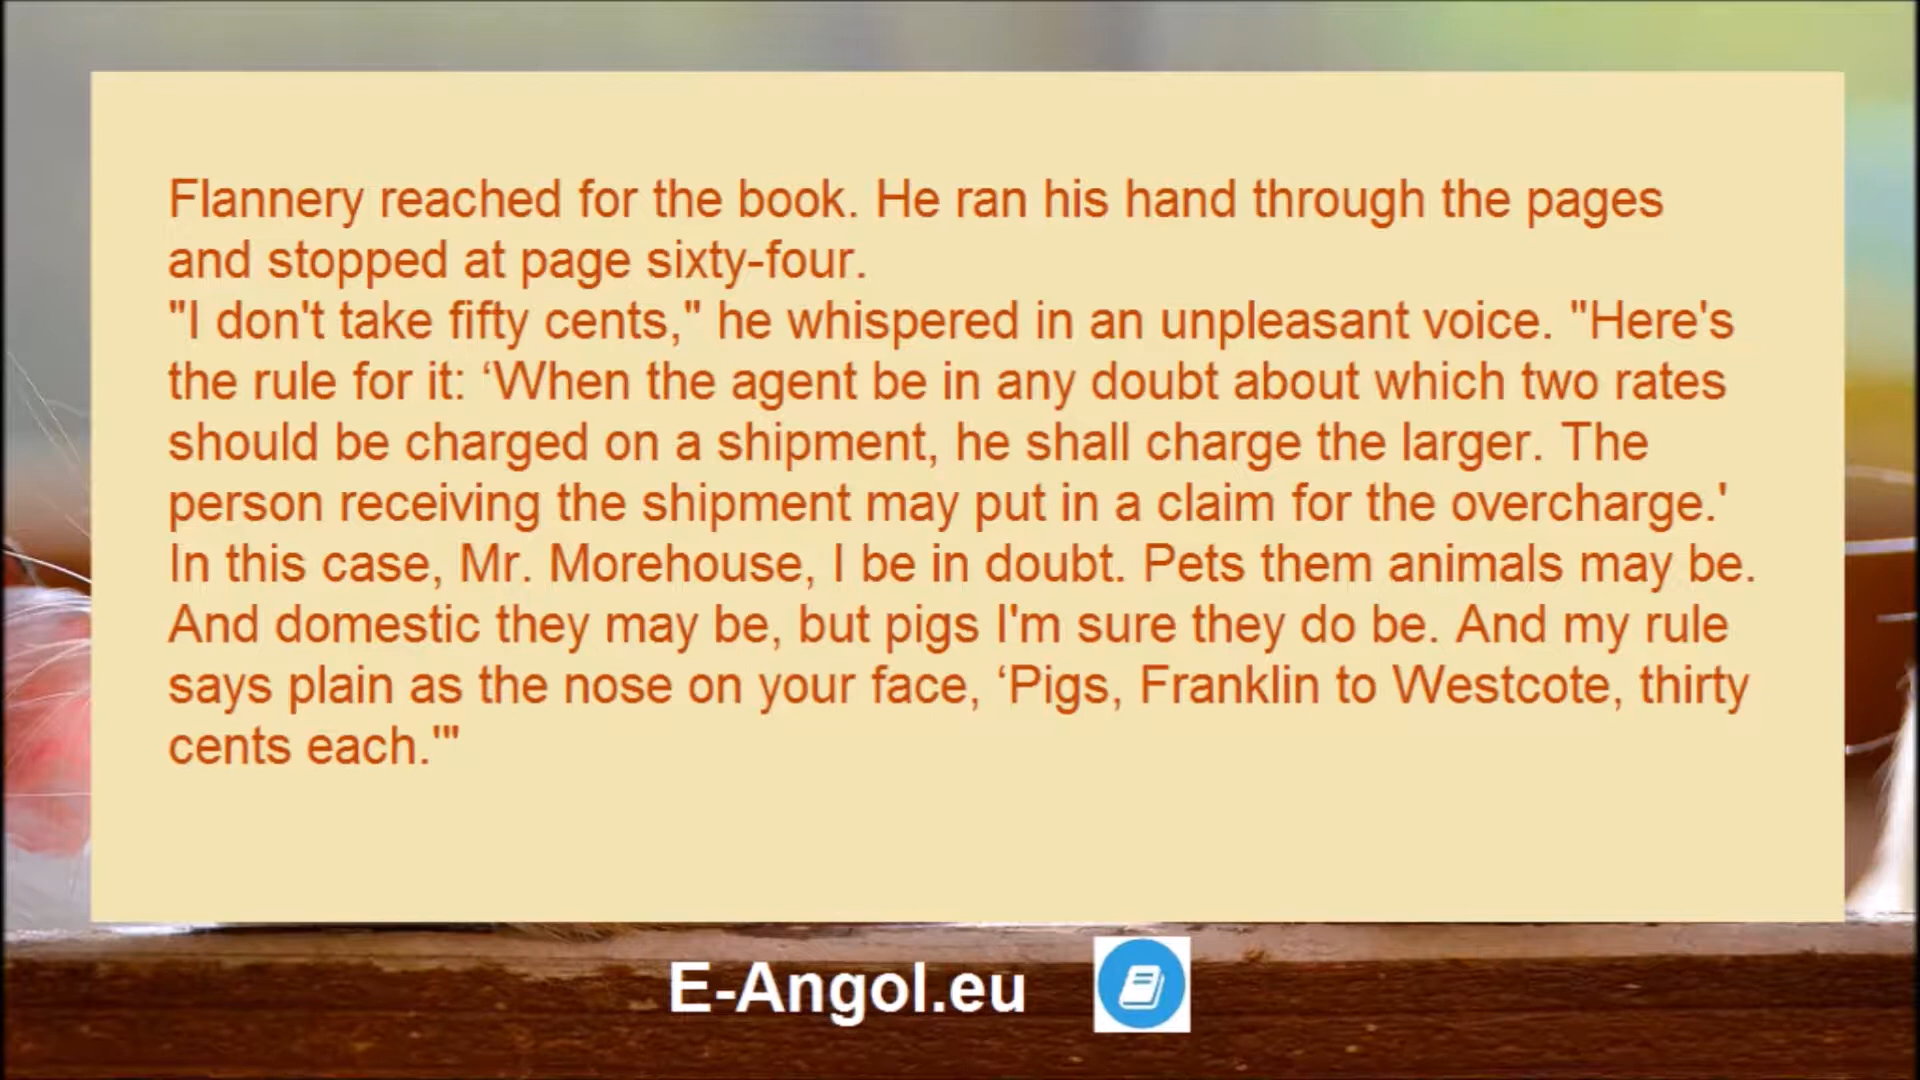 Flannery reached for the book. He ran his hand through the pages
and stopped at page sixty-four.
"I don't take fifty cents," he whispered in an unpleasant voice. "Here's
the rule for it: ‘When the agent be in any doubt about which two rates
should be charged on a shipment, he shall charge the larger. The
person receiving the shipment may put in a claim for the overcharge.'
In this case, Mr. Morehouse, I be in doubt. Pets them animals may be.
And domestic they may be, but pigs I'm sure they do be. And my rule
says plain as the nose on your face, ‘Pigs, Franklin to Westcote, thirty
cents each.'"
E-Angol.eu